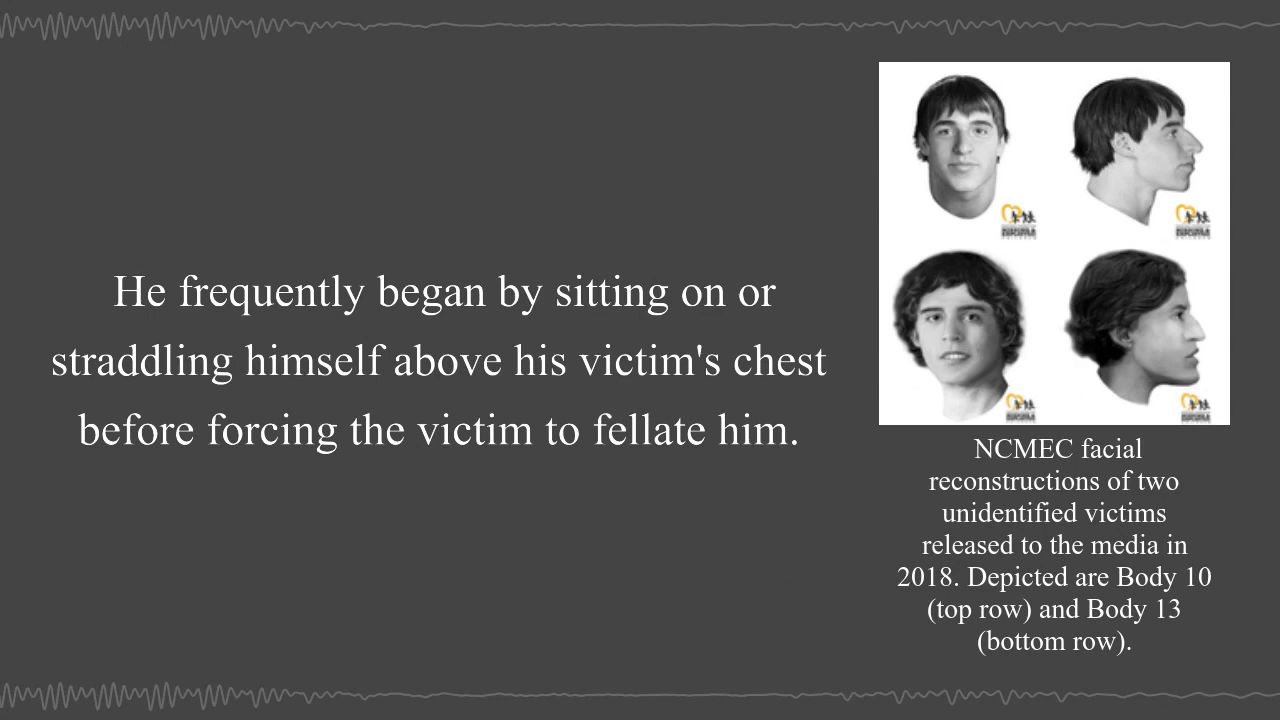 He frequently began by sitting on or
straddling himself above his victim's chest
before forcing the victim to fellate him.
NCMEC facial
reconstructions of two
unidentified victims
released to the media in
2018. Depicted are Body 10
(top row) and Body 13
(bottom row).